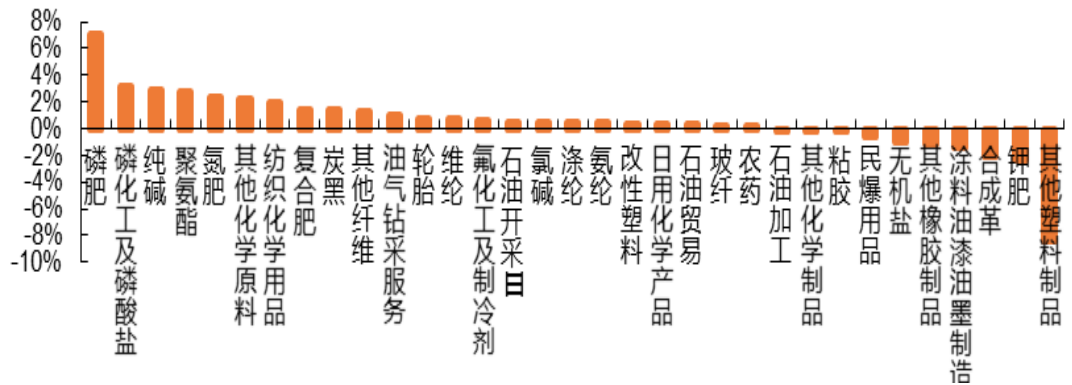 8%
6%
4%
2%
0%
-2%
-4%
-6%
-8%
-10%
磷肥
磷化工及磷酸盐
纯碱
聚氨酯
氮肥
其他化学原料
纺织化学用品
复合肥
炭黑
其他纤维
油气钻采服务
轮胎
维纶
氟化工及制冷剂
石油开采
氯碱
涤纶
氨纶
改性塑料
日用化学产品
石油贸易
玻纤
农药
石油加工
其他化学制品
粘胶
民爆用品
无机盐
其他橡胶制品
涂料油漆油墨制造
合成革
钾肥
其他塑料制品